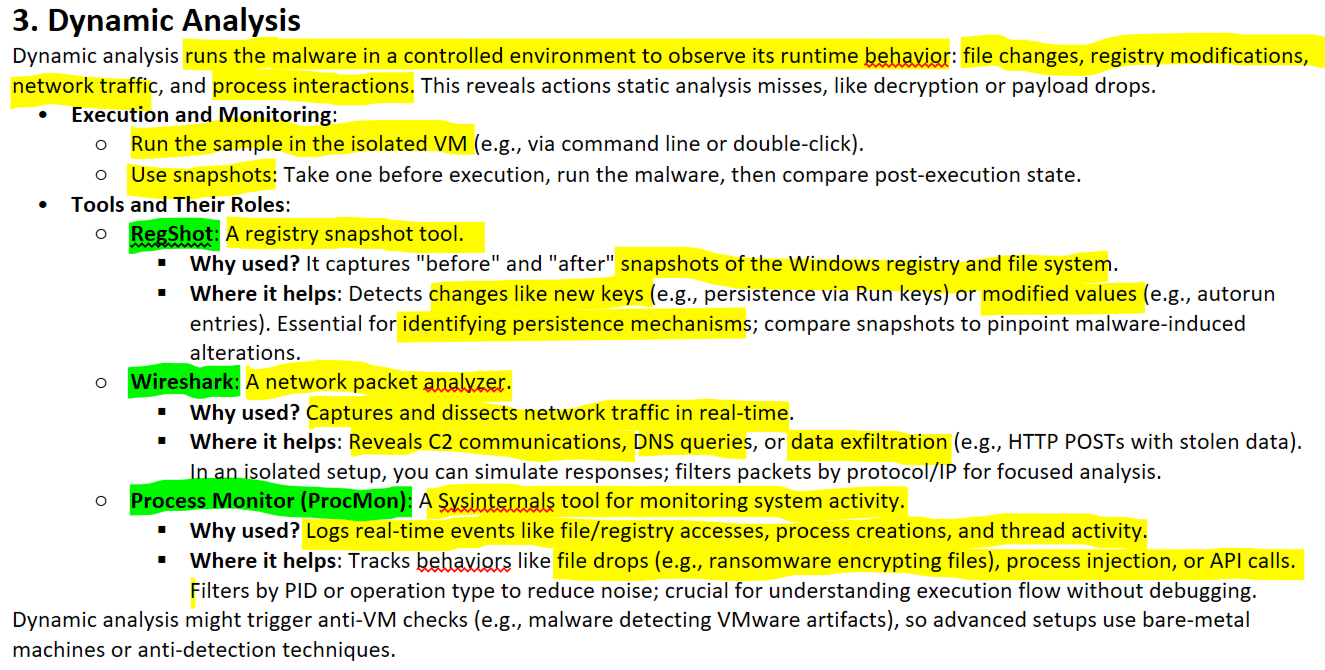 3. Dynamic Analysis
Dynamic analysis runs the malware in a controlled environment to observe its runtime behavior: file changes, registry modifications,
network traffic, and process interactions. This reveals actions static analysis misses, like decryption or payload drops.
• Execution and Monitoring:
○ Run the sample in the isolated VM (e.g., via command line or double-click).
○ Use snapshots: Take one before execution, run the malware, then compare post-execution state.
• Tools and Their Roles:
○ RegShot: A registry snapshot tool.
▪ Why used? It captures "before" and "after" snapshots of the Windows registry and file system.
▪ Where it helps: Detects changes like new keys (e.g., persistence via Run keys) or modified values (e.g., autorun
entries). Essential for identifying persistence mechanisms; compare snapshots to pinpoint malware-induced
alterations.
○ Wireshark: A network packet analyzer.
▪ Why used? Captures and dissects network traffic in real-time.
▪ Where it helps: Reveals C2 communications, DNS queries, or data exfiltration (e.g., HTTP POSTs with stolen data).
In an isolated setup, you can simulate responses; filters packets by protocol/IP for focused analysis.
○ Process Monitor (ProcMon): A Sysinternals tool for monitoring system activity.
▪ Why used? Logs real-time events like file/registry accesses, process creations, and thread activity.
▪ Where it helps: Tracks behaviors like file drops (e.g., ransomware encrypting files), process injection, or API calls.
Filters by PID or operation type to reduce noise; crucial for understanding execution flow without debugging.
Dynamic analysis might trigger anti-VM checks (e.g., malware detecting VMware artifacts), so advanced setups use bare-metal
machines or anti-detection techniques.